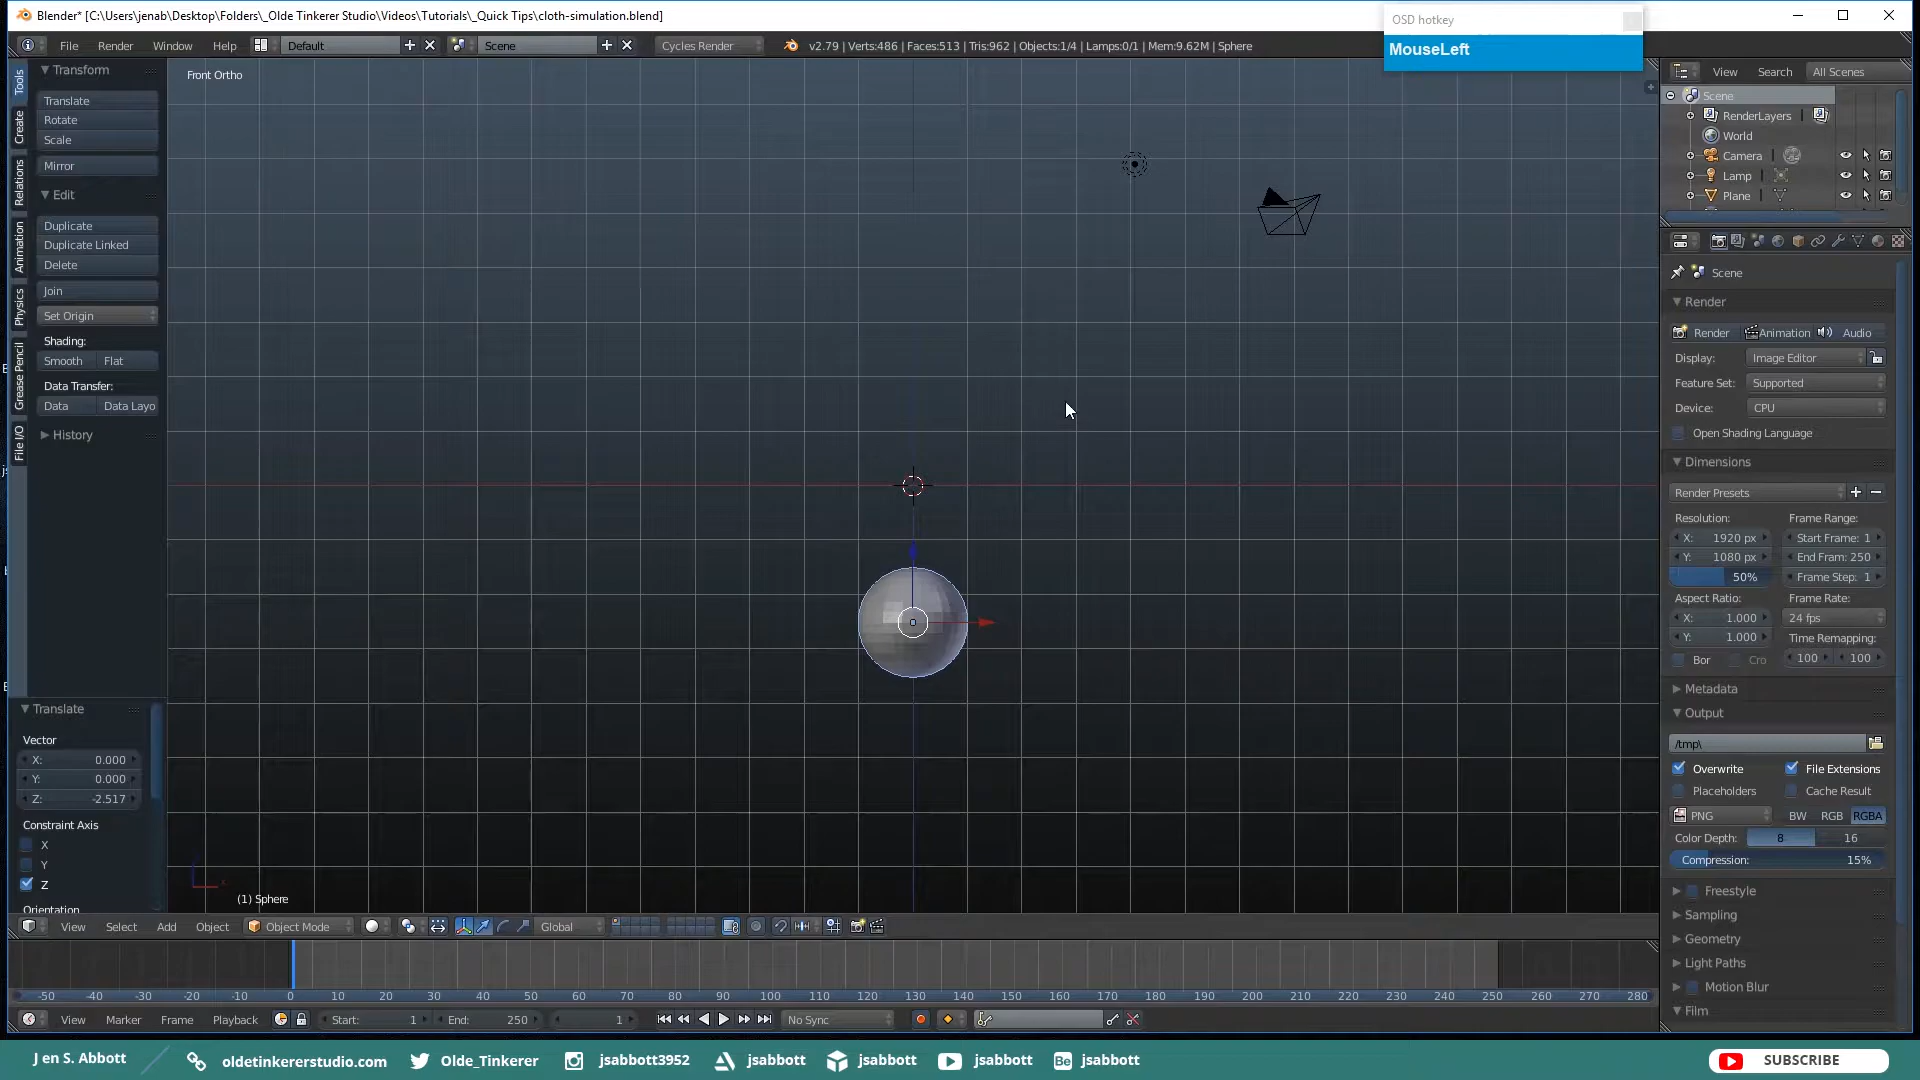 Blender* [C:\Users\jenab\Desktop\Folders\_Olde Tinkerer Studio\Videos\Tutorials\_Quick Tips\cloth-simulation.blend]
OSD hotkey
MouseLeft
File Render Window Help Default Scene Cycles Render v2.79 | Verts:486 | Faces:513 | Tris:962 | Objects:1/4 | Lamps:0/1 | Mem:9.62M | Sphere
Tools
Create
Relations
Animation
Physics
Grease Pencil
File I/O
Transform
Translate
Rotate
Scale
Mirror
Edit
Duplicate
Duplicate Linked
Delete
Join
Set Origin
Shading:
Smooth Flat
Data Transfer:
Data Data Layo
History
Translate
Vector
X: 0.000
Y: 0.000
Z: -2.517
Constraint Axis
X
Y
Z
Orientation
Front Ortho
(1) Sphere
View Select Add Object Object Mode Global
-50 -40 -30 -20 -10 0 10 20 30 40 50 60 70 80 90 100 110 120 130 140 150 160 170 180 190 200 210 220 230 240 250 260 270 280
View Marker Frame Playback Start: 1 End: 250 1 No Sync
View Search All Scenes
Scene
RenderLayers
World
Camera
Lamp
Plane
Scene
Render
Render Animation Audio
Display: Image Editor
Feature Set: Supported
Device: CPU
Open Shading Language
Dimensions
Render Presets
Resolution: Frame Range:
X: 1920 px Start Frame: 1
Y: 1080 px End Fram: 250
50% Frame Step: 1
Aspect Ratio: Frame Rate:
X: 1.000 24 fps
Y: 1.000 Time Remapping:
Bor Cro 100 100
Metadata
Output
/tmp\
Overwrite File Extensions
Placeholders Cache Result
PNG BW RGB RGBA
Color Depth: 8 16
Compression: 15%
Freestyle
Sampling
Geometry
Light Paths
Motion Blur
Film
J en S. Abbott oldetinkererstudio.com Olde_Tinkerer jsabbott3952 jsabbott jsabbott jsabbott Be jsabbott SUBSCRIBE